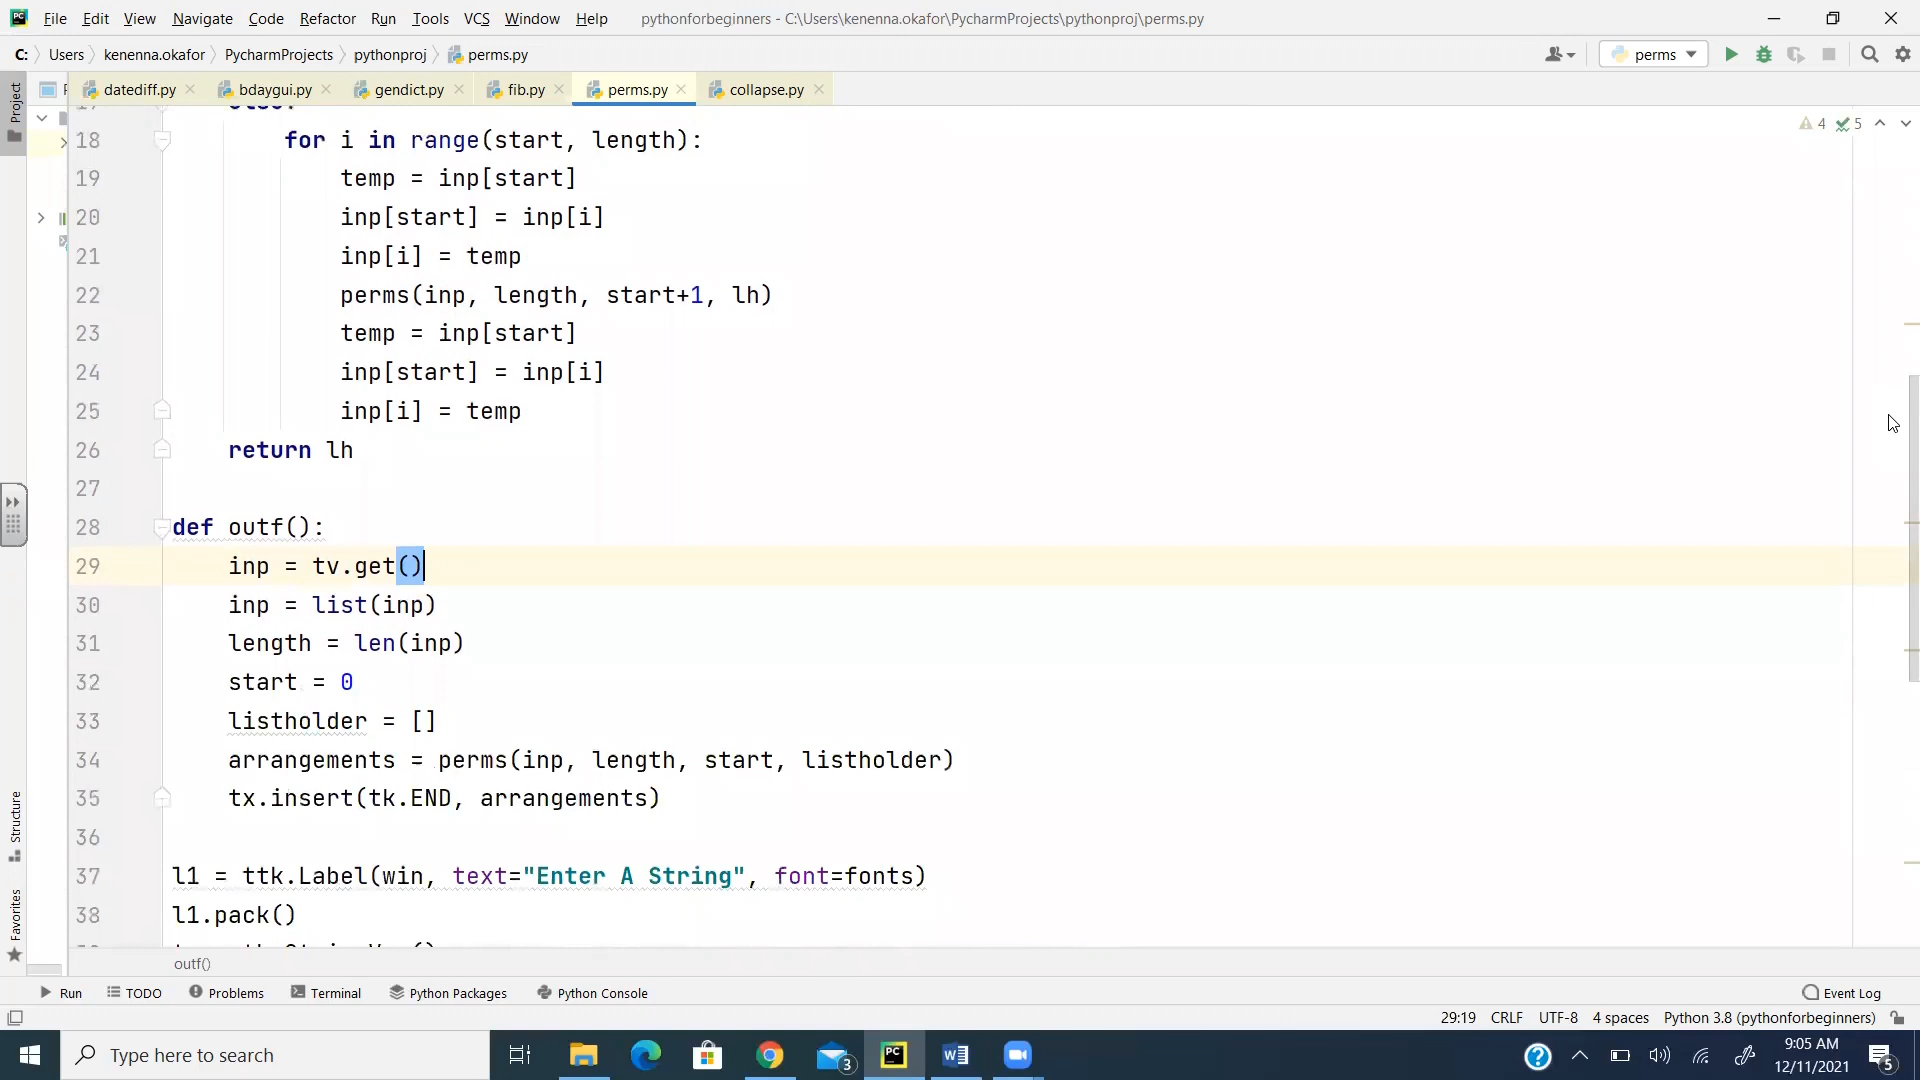 File Edit View Navigate Code Refactor Run Tools VCS Window Help pythonforbeginners - C:\Users\kenenna.okafor\PycharmProjects\pythonproj\perms.py
C: Users kenenna.okafor PycharmProjects pythonproj perms.py perms
datediff.py bdaygui.py gendict.py fib.py perms.py collapse.py
Project
4 5
18 for i in range(start, length):
19 temp = inp[start]
20 inp[start] = inp[i]
21 inp[i] = temp
22 perms(inp, length, start+1, lh)
23 temp = inp[start]
24 inp[start] = inp[i]
25 inp[i] = temp
26 return lh
27
28 def outf():
29 inp = tv.get()
30 inp = list(inp)
31 length = len(inp)
32 start = 0
33 listholder = []
34 arrangements = perms(inp, length, start, listholder)
35 tx.insert(tk.END, arrangements)
36
37 l1 = ttk.Label(win, text="Enter A String", font=fonts)
38 l1.pack()
Structure
Favorites
outf()
Run TODO Problems Terminal Python Packages Python Console Event Log
29:19 CRLF UTF-8 4 spaces Python 3.8 (pythonforbeginners)
Type here to search
3
PC
9:05 AM
12/11/2021
5